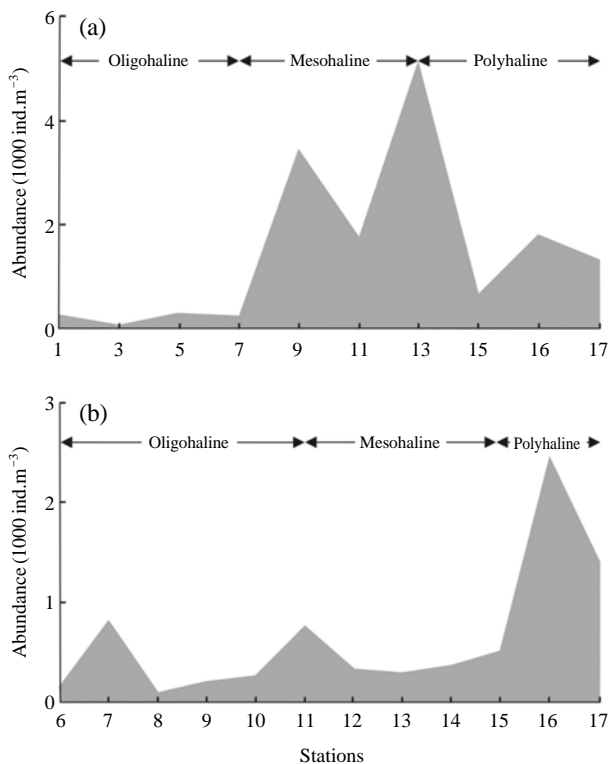 (a)
6
4
2
0
Abundance (1000 ind.m⁻³)
Oligohaline Mesohaline Polyhaline
1 3 5 7 9 11 13 15 16 17
(b)
3
2
1
0
Abundance (1000 ind.m⁻³)
Oligohaline Mesohaline Polyhaline
6 7 8 9 10 11 12 13 14 15 16 17
Stations